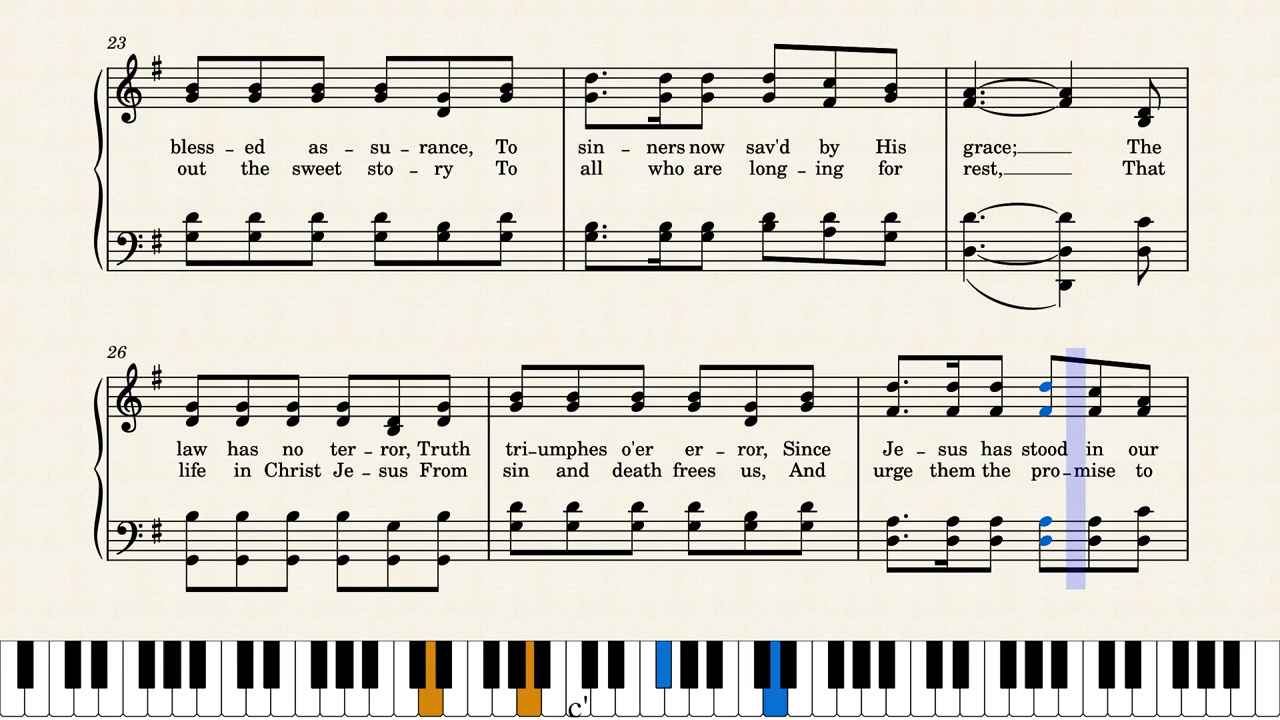 23
bless – ed as – su – rance, To sin – ners now sav'd by His grace; The
out the sweet sto – ry To all who are long – ing for rest, That
26
law has no ter – ror, Truth tri – umphes o'er er – ror, Since Je – sus has stood in our
life in Christ Je – sus From sin and death frees us, And urge them the pro – mise to
c'